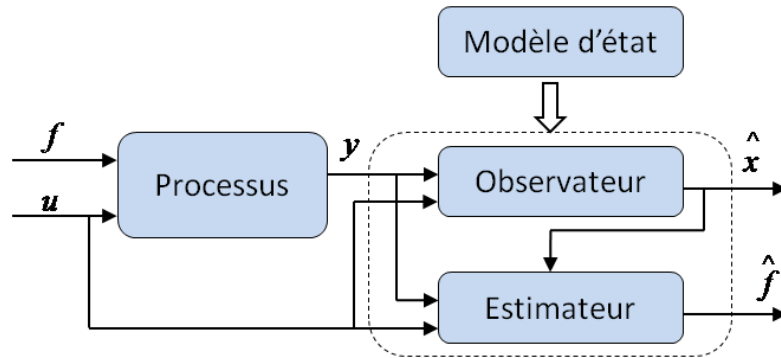 Modèle d'état
f
u
Processus
y
Observateur
x̂
Estimateur
f̂